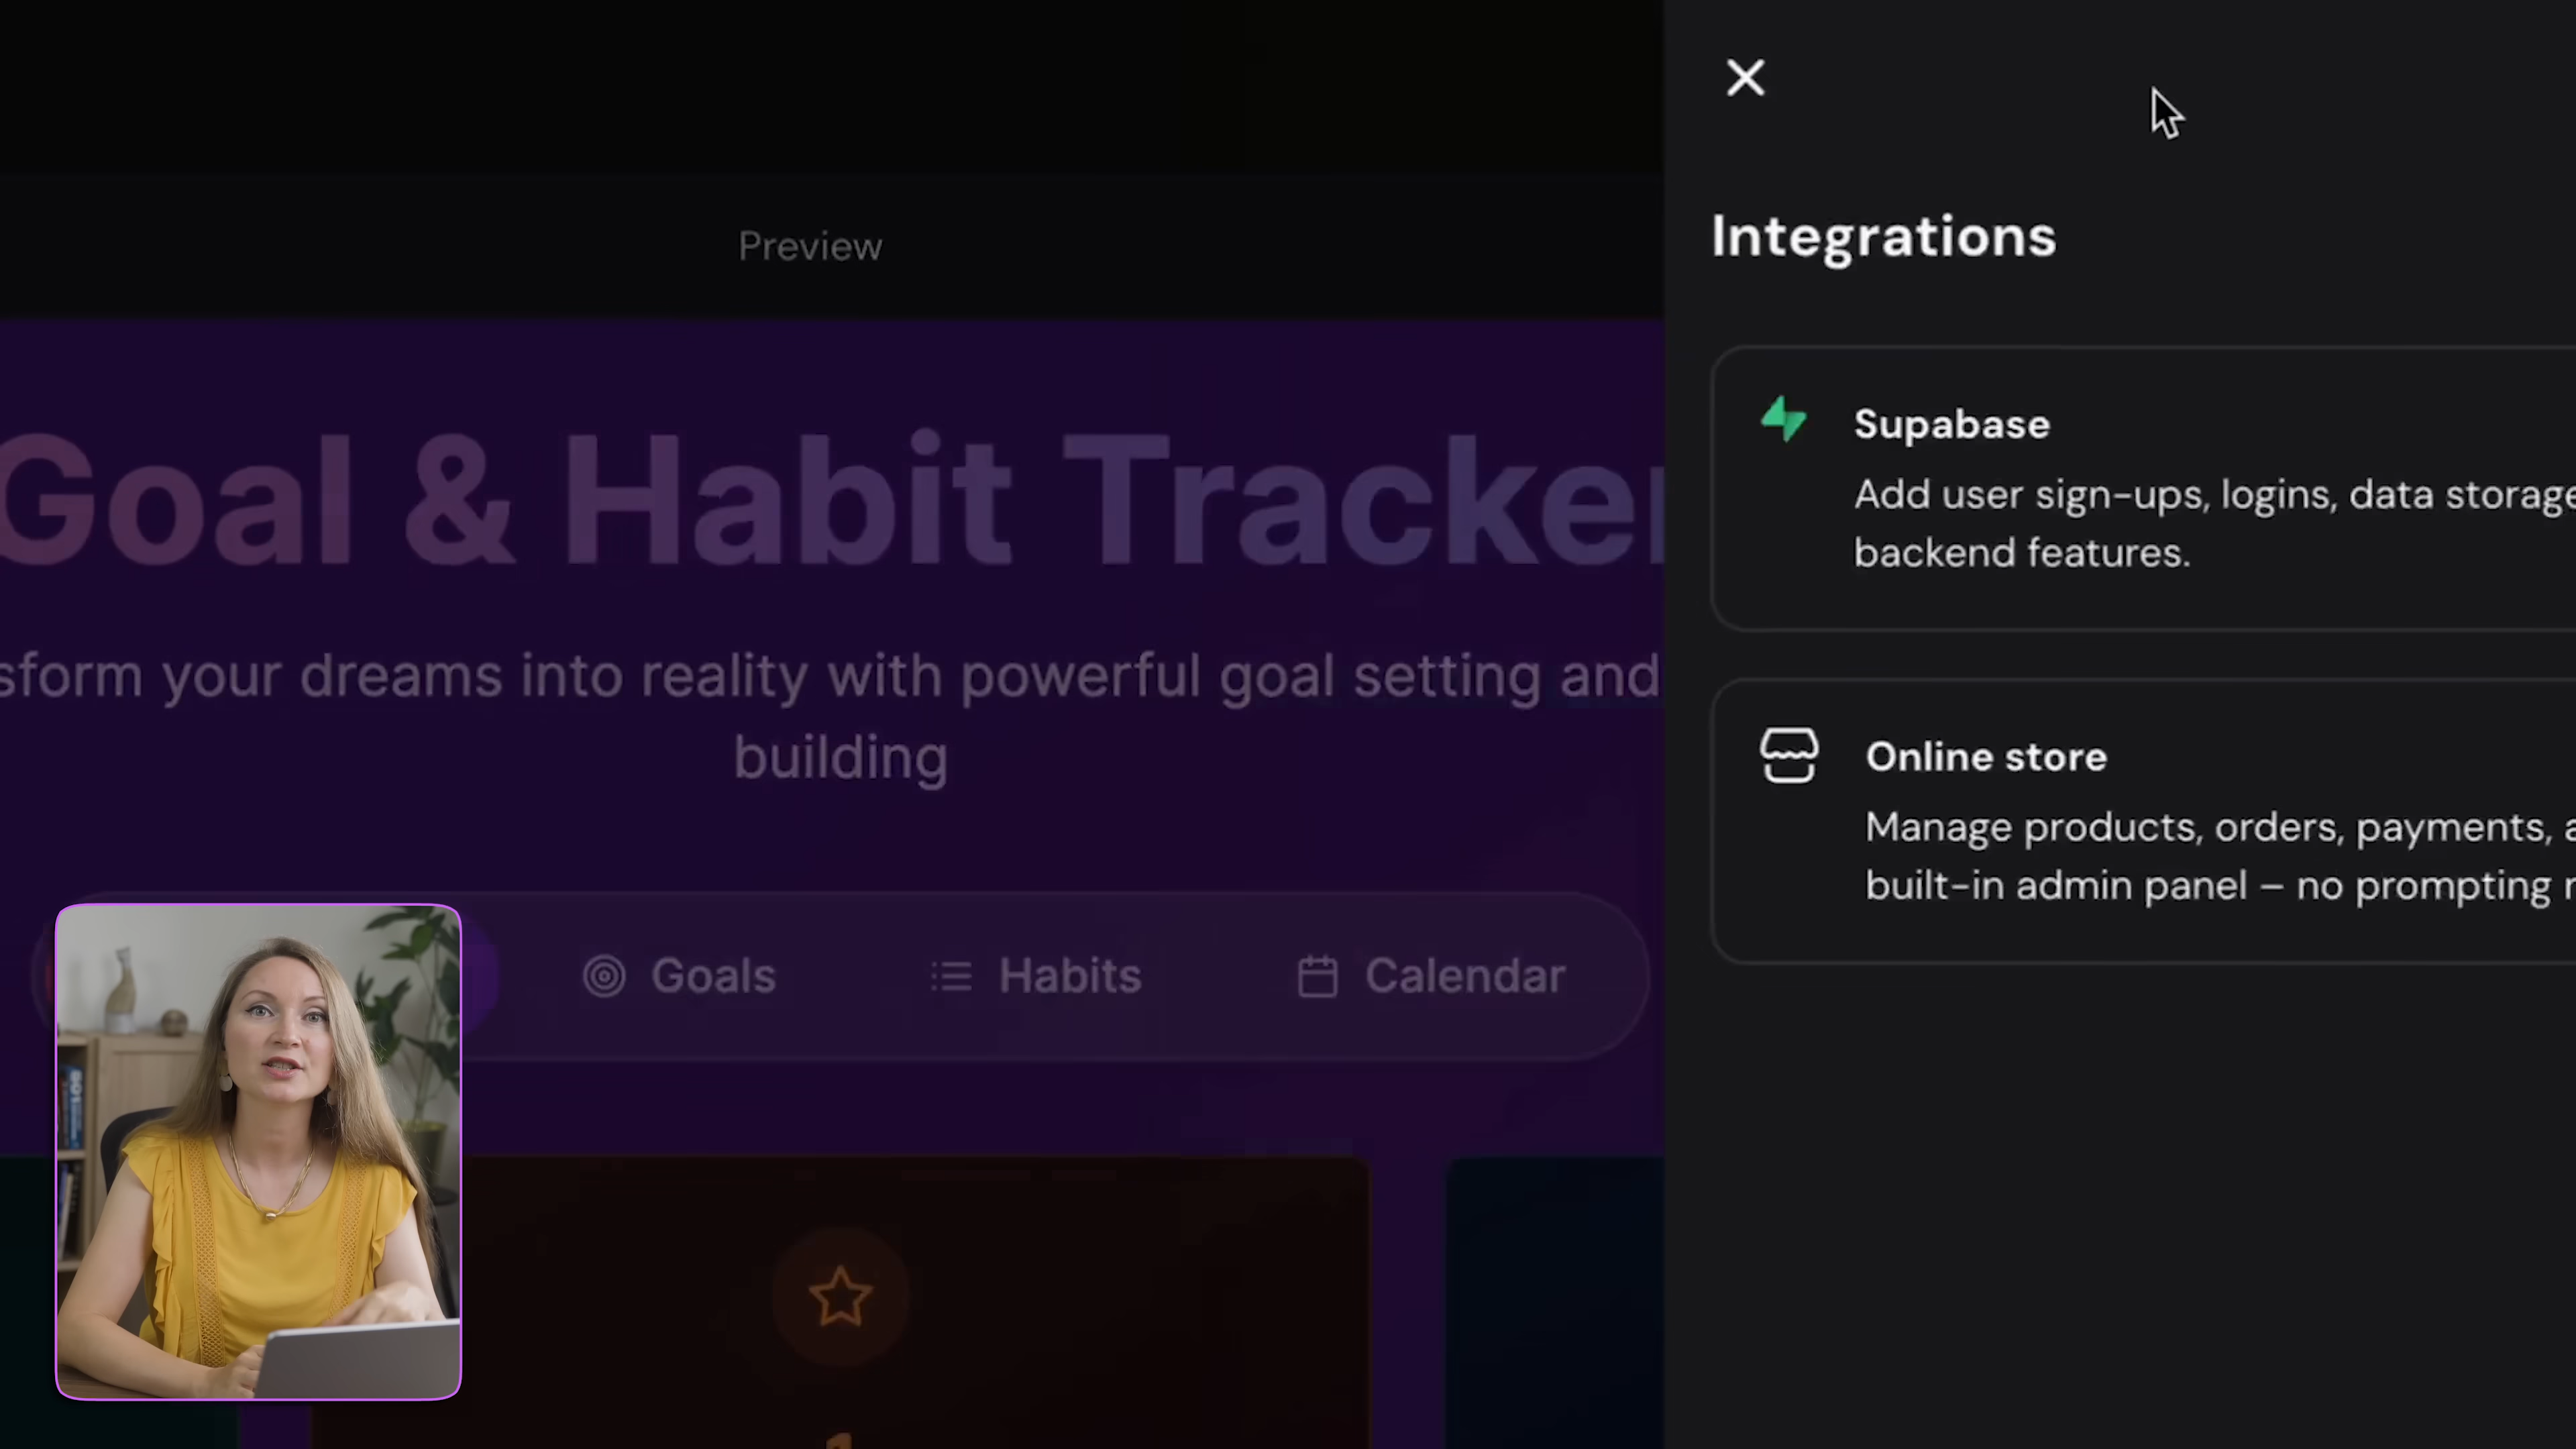 Preview
Integrations
Goal & Habit Tracker
sform your dreams into reality with powerful goal setting and
building
Goals
Habits
Calendar
Supabase
Add user sign-ups, logins, data storage
backend features.
Online store
Manage products, orders, payments, a
built-in admin panel – no prompting